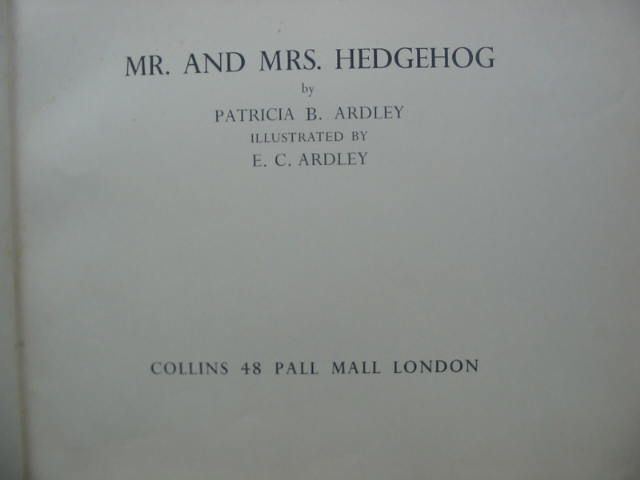 MR. AND MRS. HEDGEHOG
by
PATRICIA B. ARDLEY
ILLUSTRATED BY
E. C. ARDLEY
COLLINS 48 PALL MALL LONDON